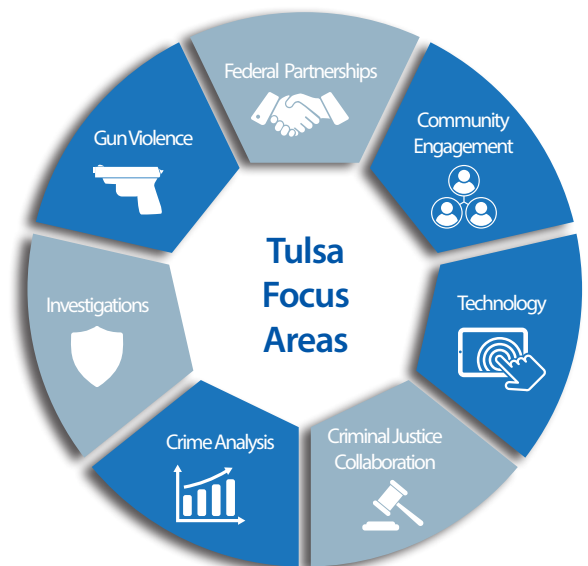 Federal Partnerships
Community
Engagement
Technology
Criminal Justice
Collaboration
Crime Analysis
Investigations
Gun Violence
Tulsa
Focus
Areas